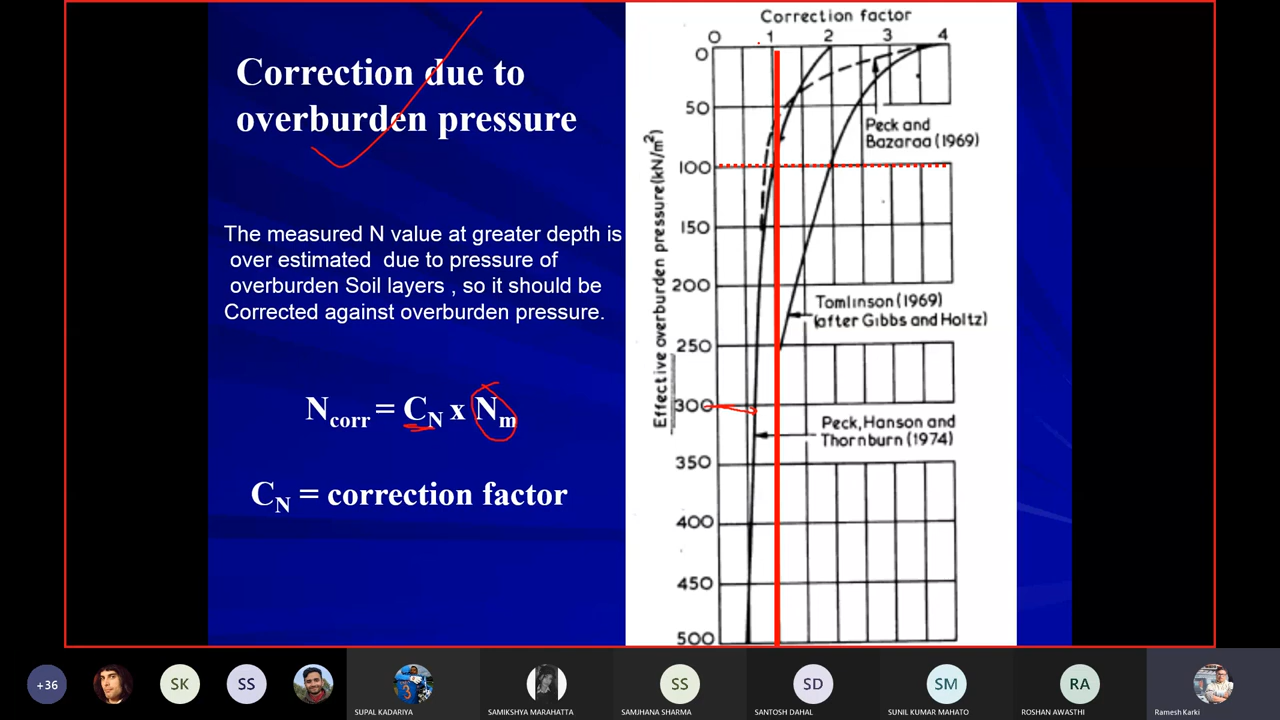 Correction due to
overburden pressure
The measured N value at greater depth is
over estimated due to pressure of
overburden Soil layers , so it should be
Corrected against overburden pressure.
Ncorr = CN x Nm
CN = correction factor
Correction factor
0 1 2 3 4
0
50
100
150
200
250
300
350
400
450
500
Effective overburden pressure(kN/m²)
Peck and
Bazaraa (1969)
Tomlinson (1969)
(after Gibbs and Holtz)
Peck, Hanson and
Thornburn (1974)
+36
SK
SS
SUPAL KADARIYA
SAMIKSHYA MARAHATTA
SS
SAMJHANA SHARMA
SD
SANTOSH DAHAL
SM
SUNIL KUMAR MAHATO
RA
ROSHAN AWASTHI
Ramesh Karki